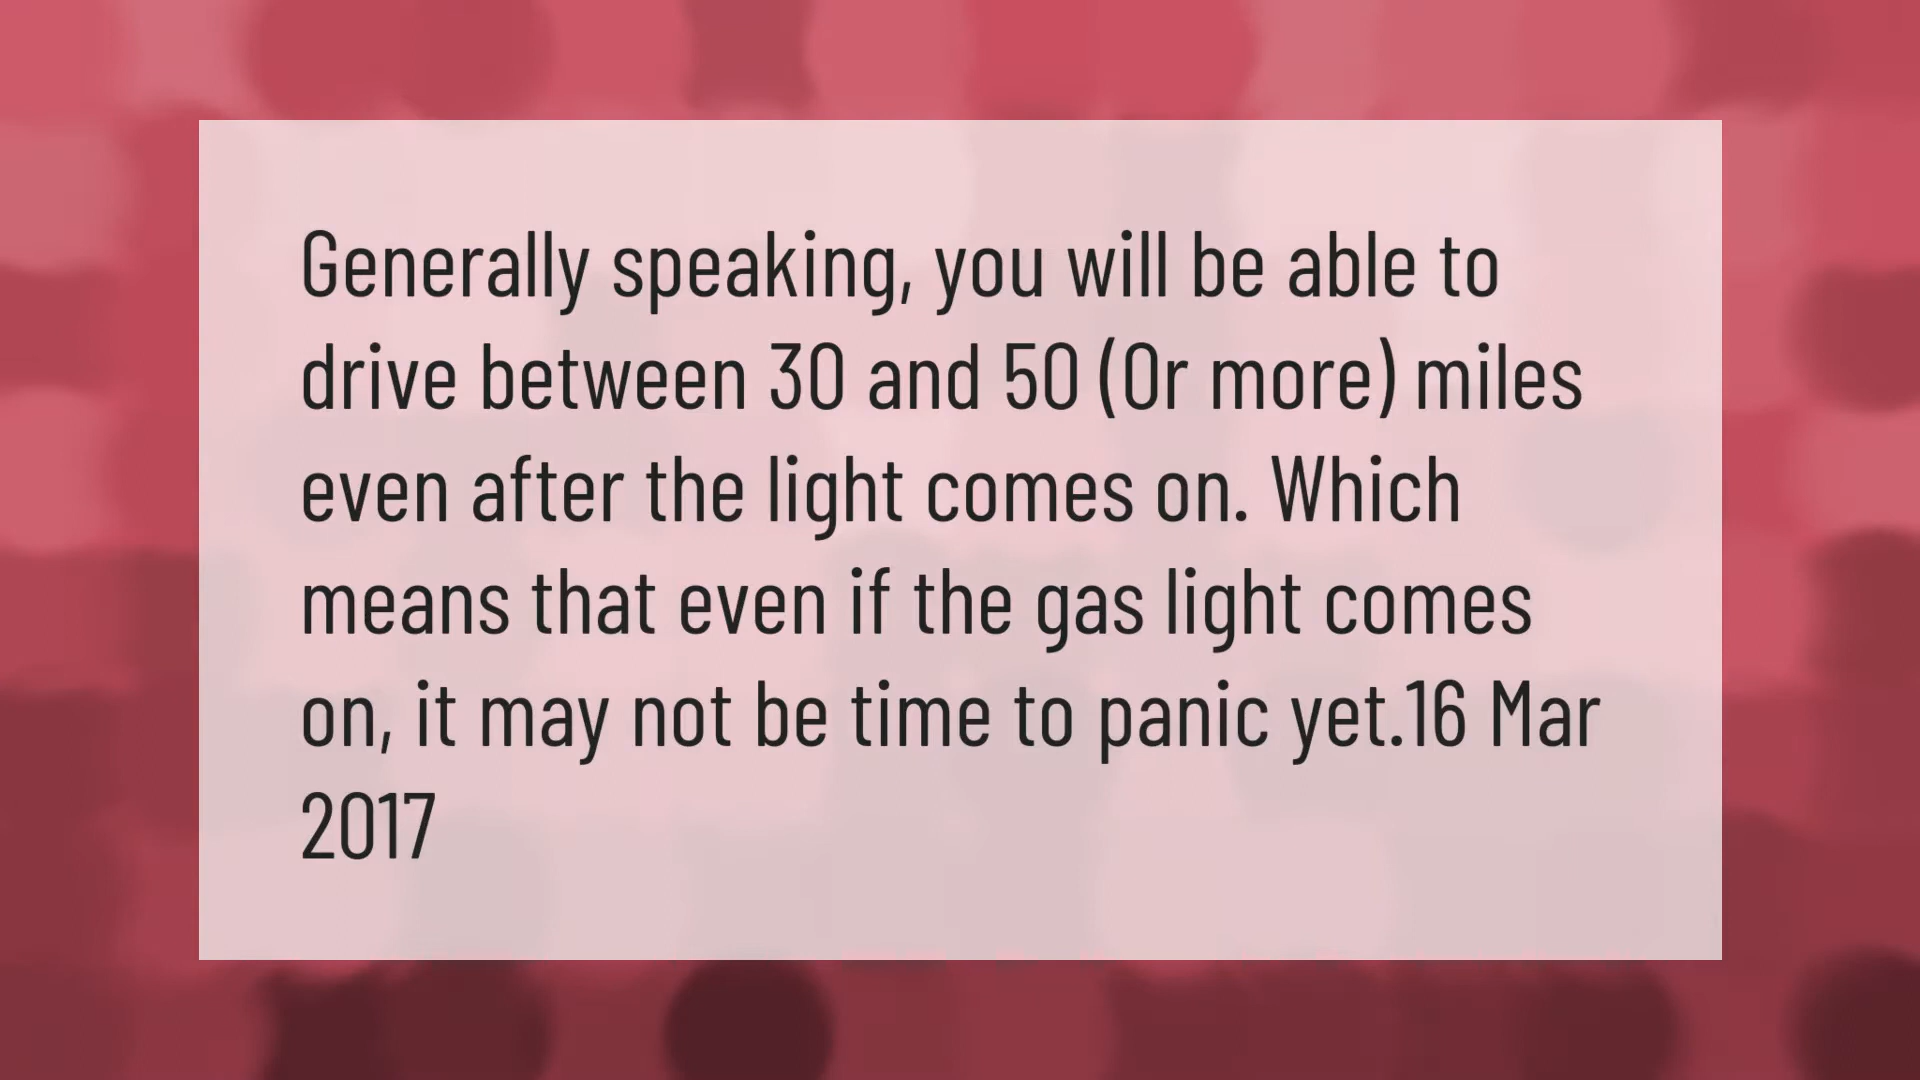 Generally speaking, you will be able to
drive between 30 and 50 (Or more) miles
even after the light comes on. Which
means that even if the gas light comes
on, it may not be time to panic yet.16 Mar
2017